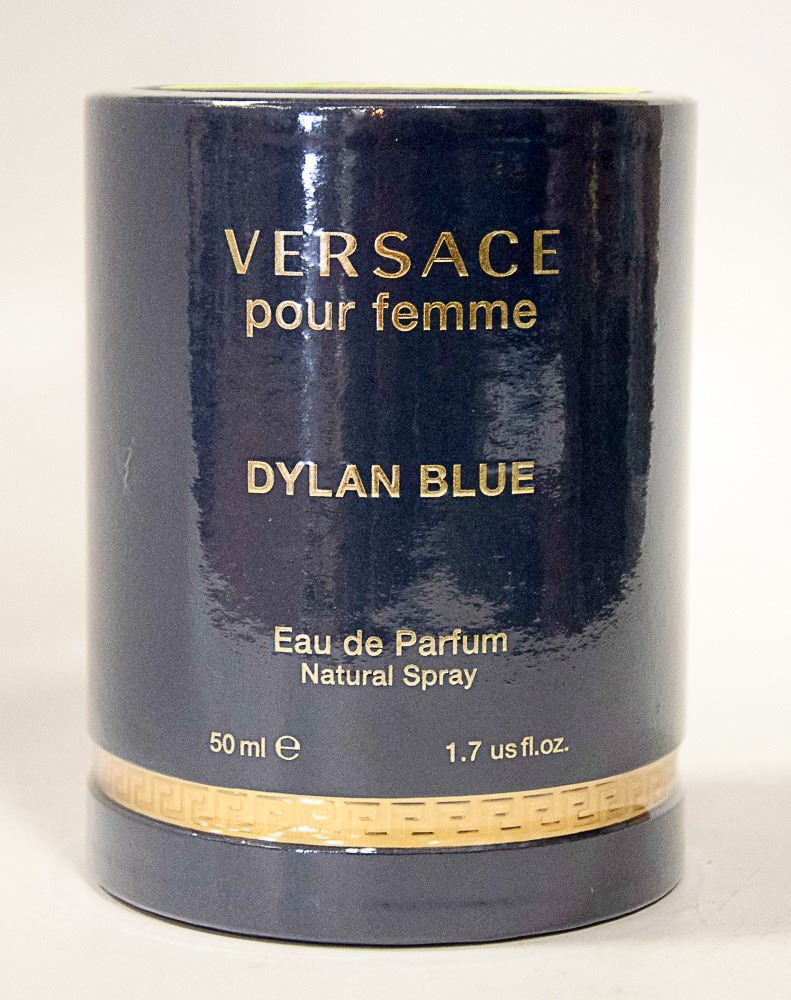 VERSACE
pour femme
DYLAN BLUE
Eau de Parfum
Natural Spray
50 ml ℮ 1.7 us fl.oz.